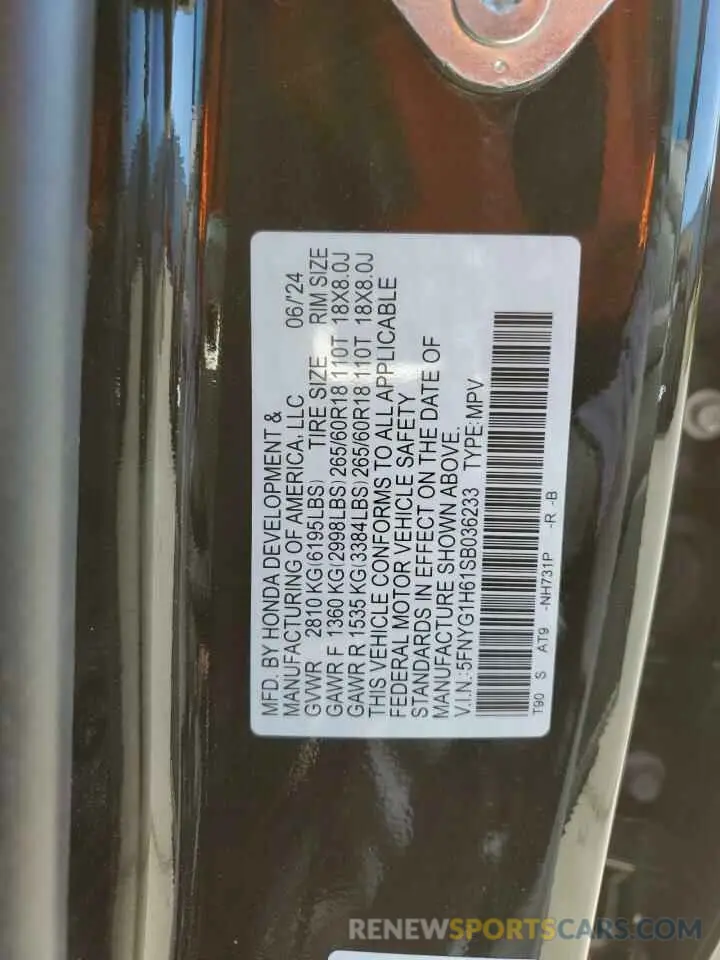 MFD. BY HONDA DEVELOPMENT &
MANUFACTURING OF AMERICA, LLC 06/'24
GVWR 2810 KG(6195LBS) TIRE SIZE RIM SIZE
GAWR F 1360 KG(2998LBS) 265/60R18 110T 18X8.0J
GAWR R 1535 KG(3384LBS) 265/60R18 110T 18X8.0J
THIS VEHICLE CONFORMS TO ALL APPLICABLE
FEDERAL MOTOR VEHICLE SAFETY
STANDARDS IN EFFECT ON THE DATE OF
MANUFACTURE SHOWN ABOVE.
V.I.N.:5FNYG1H61SB036233 TYPE:MPV
T90 S AT9 -NH731P -R -B
RENEWSPORTSCARS.COM